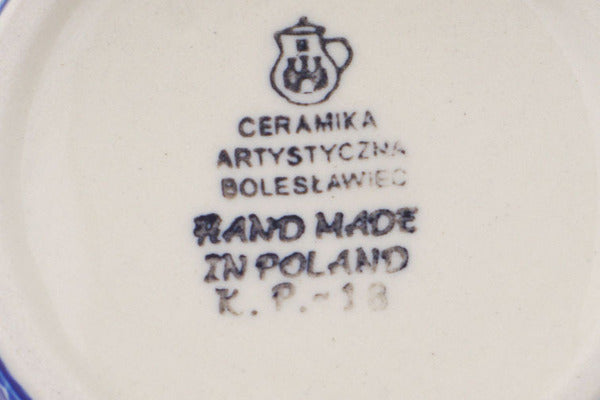 CERAMIKA
ARTYSTYCZNA
BOLESŁAWIEC
HAND MADE
IN POLAND
K. P.-18